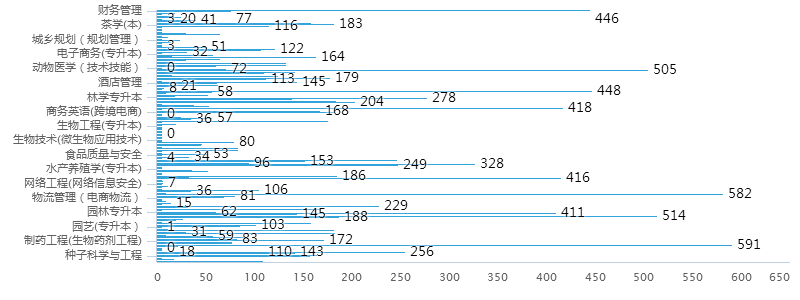 财务管理
446
3 20 41 77
茶学(本)
183
116
城乡规划（规划管理）
3 51
电子商务(专升本)
32 122
164
动物医学（技术技能）
0 72 505
酒店管理
113 179
145
8 21 58 448
林学专升本
278
204
商务英语(跨境电商)
0 168 418
36 57
生物工程(专升本)
0
生物技术(微生物应用技术)
80
食品质量与安全
4 34 53
153
96 249 328
水产养殖学(专升本)
186 416
网络工程(网络信息安全)
7
36 106
物流管理（电商物流）
81 582
15 229
园林专升本
62 145 411
188 514
园艺(专升本）
1 103
31 59
制药工程(生物药剂工程)
83 172
0 591
18 110 143 256
种子科学与工程
0 50 100 150 200 250 300 350 400 450 500 550 600 650